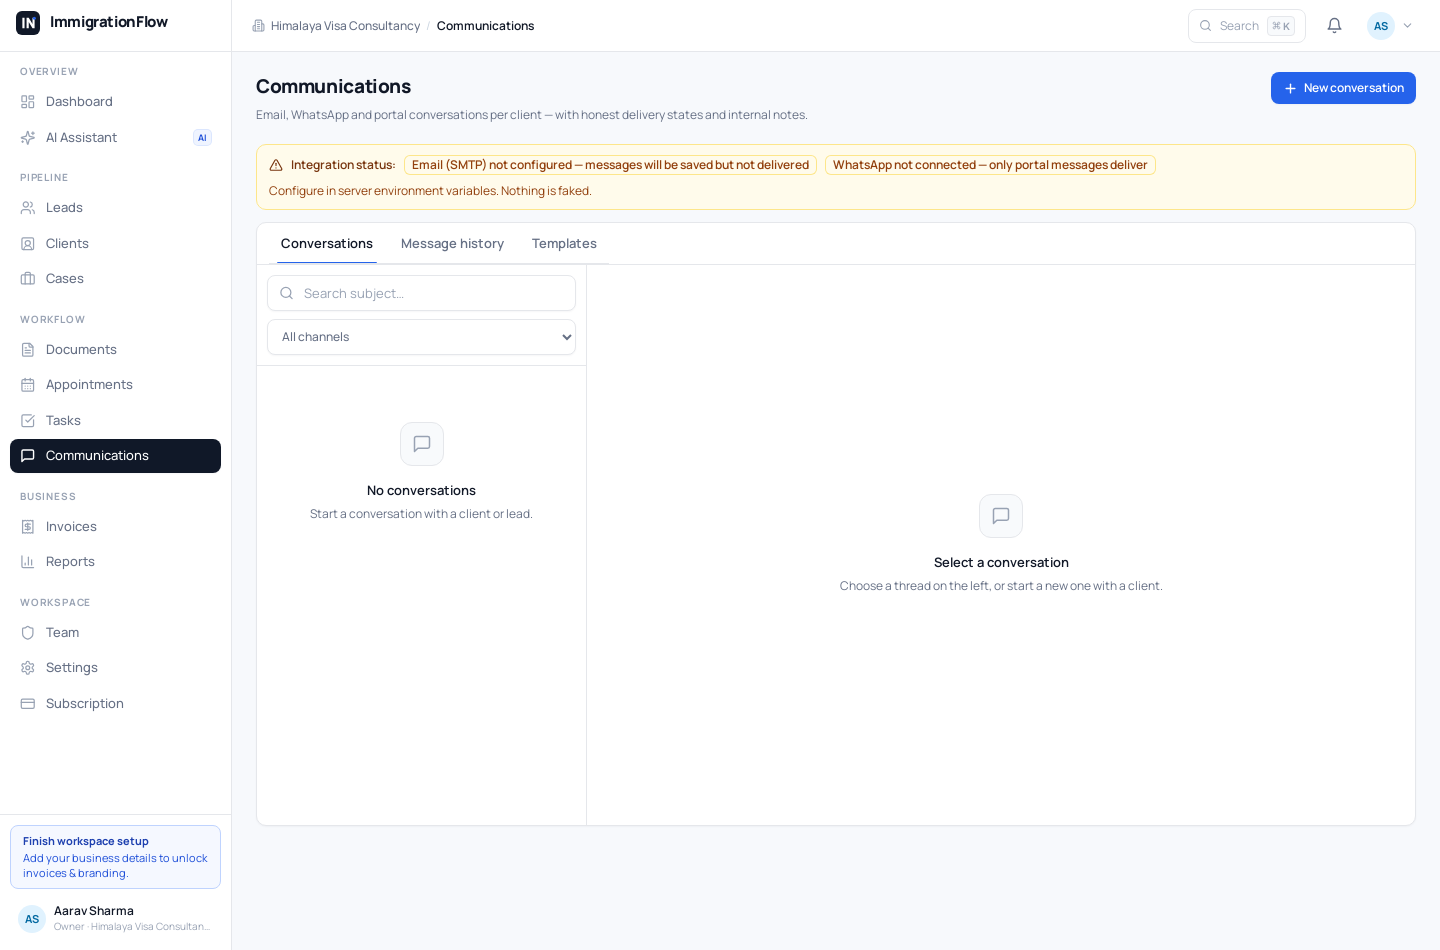 IN ImmigrationFlow
Himalaya Visa Consultancy / Communications
Search ⌘ K
AS
OVERVIEW
Dashboard
AI Assistant AI
PIPELINE
Leads
Clients
Cases
WORKFLOW
Documents
Appointments
Tasks
Communications
BUSINESS
Invoices
Reports
WORKSPACE
Team
Settings
Subscription
Finish workspace setup
Add your business details to unlock
invoices & branding.
AS
Aarav Sharma
Owner · Himalaya Visa Consultan...
Communications
New conversation
Email, WhatsApp and portal conversations per client — with honest delivery states and internal notes.
Integration status: Email (SMTP) not configured — messages will be saved but not delivered WhatsApp not connected — only portal messages deliver
Configure in server environment variables. Nothing is faked.
Conversations Message history Templates
Search subject...
All channels
No conversations
Start a conversation with a client or lead.
Select a conversation
Choose a thread on the left, or start a new one with a client.